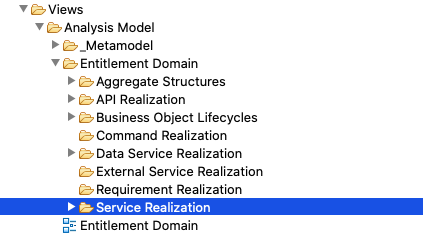 Views
Analysis Model
_Metamodel
Entitlement Domain
Aggregate Structures
API Realization
Business Object Lifecycles
Command Realization
Data Service Realization
External Service Realization
Requirement Realization
Service Realization
Entitlement Domain